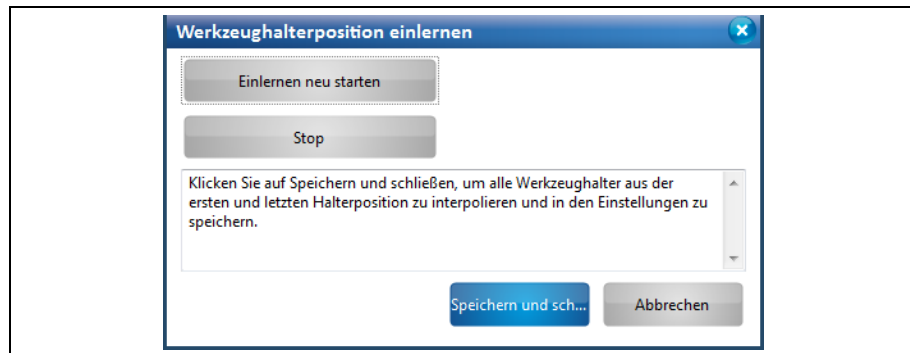 Werkzeughalterposition einlernen
Einlernen neu starten
Stop
Klicken Sie auf Speichern und schließen, um alle Werkzeughalter aus der
ersten und letzten Halterposition zu interpolieren und in den Einstellungen zu
speichern.
Speichern und sch...
Abbrechen